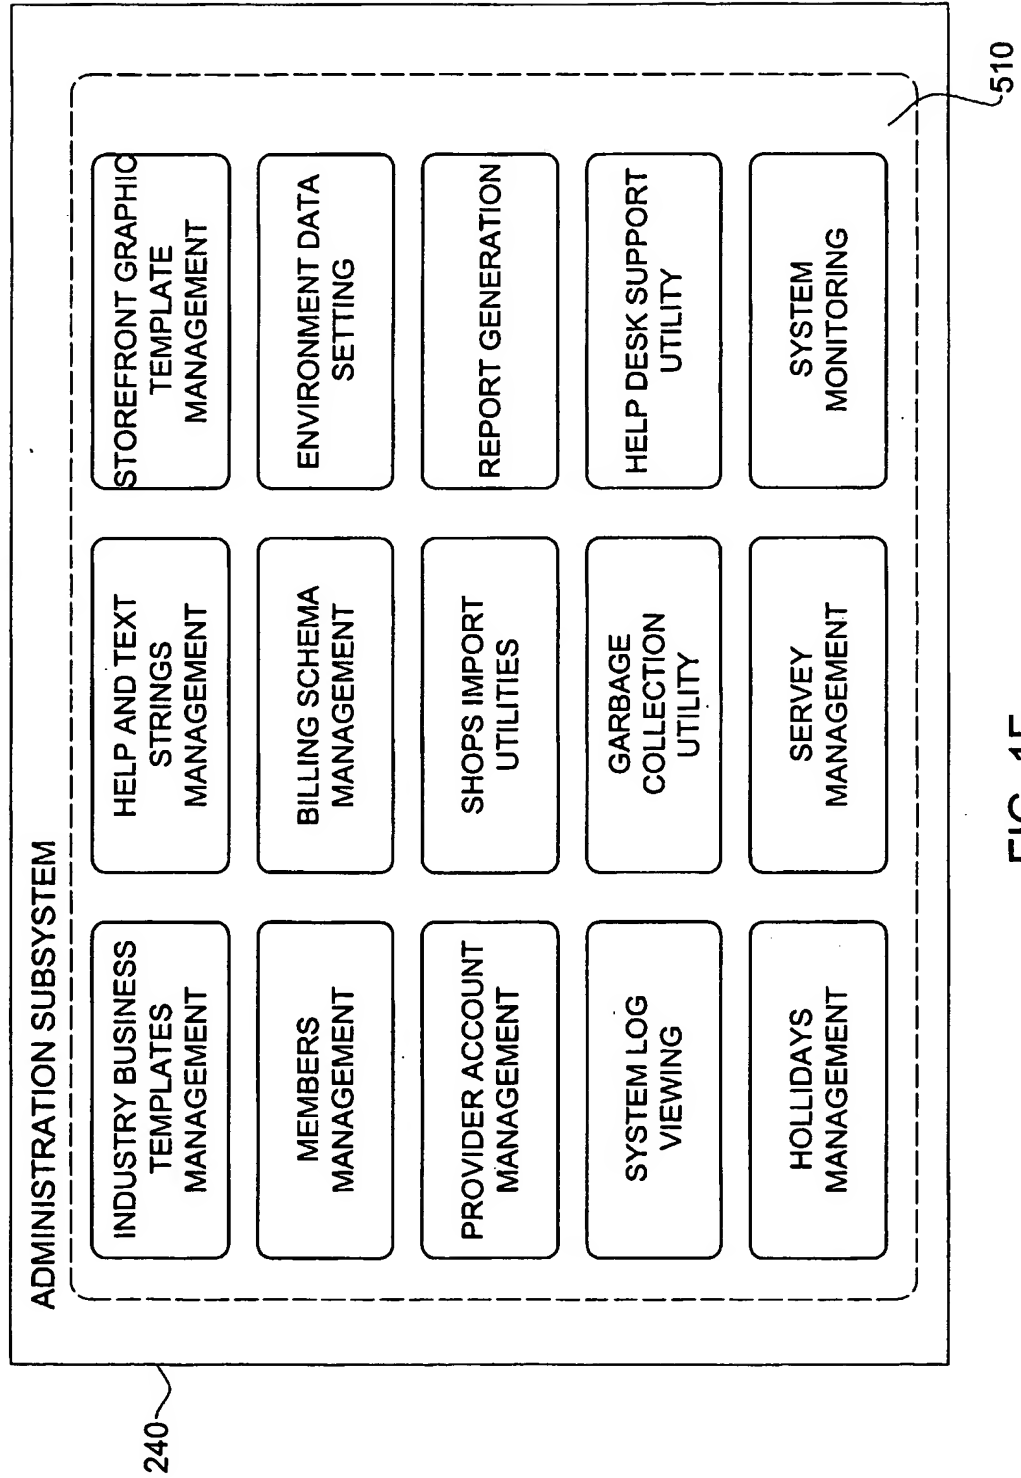 ADMINISTRATION SUBSYSTEM
INDUSTRY BUSINESS
TEMPLATES
MANAGEMENT
HELP AND TEXT
STRINGS
MANAGEMENT
STOREFRONT GRAPHIC
TEMPLATE
MANAGEMENT
MEMBERS
MANAGEMENT
BILLING SCHEMA
MANAGEMENT
ENVIRONMENT DATA
SETTING
PROVIDER ACCOUNT
MANAGEMENT
SHOPS IMPORT
UTILITIES
REPORT GENERATION
SYSTEM LOG
VIEWING
GARBAGE
COLLECTION
UTILITY
HELP DESK SUPPORT
UTILITY
HOLLIDAYS
MANAGEMENT
SERVEY
MANAGEMENT
SYSTEM
MONITORING
240
510
FIG.